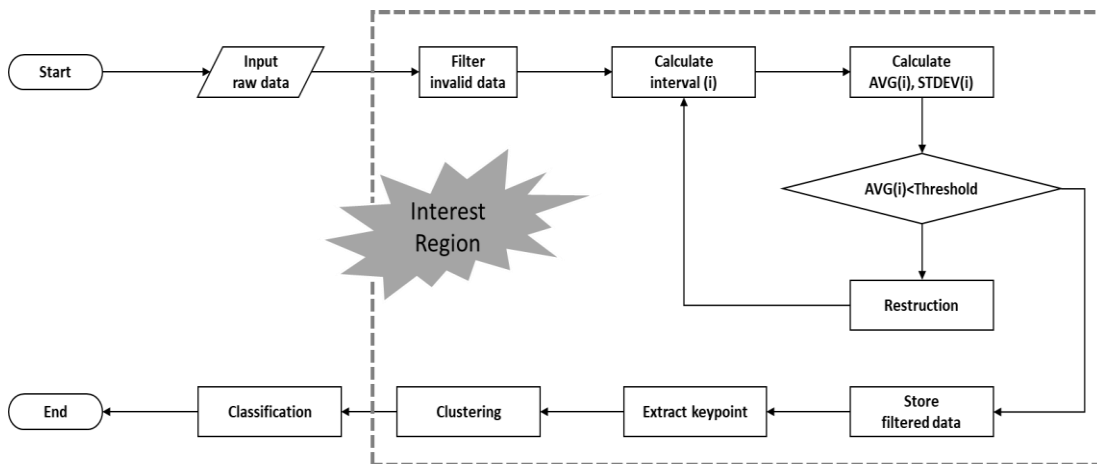 Start
Input
raw data
Filter
invalid data
Calculate
interval (i)
Calculate
AVG(i), STDEV(i)
Interest
Region
AVG(i)<Threshold
Restruction
End
Classification
Clustering
Extract keypoint
Store
filtered data